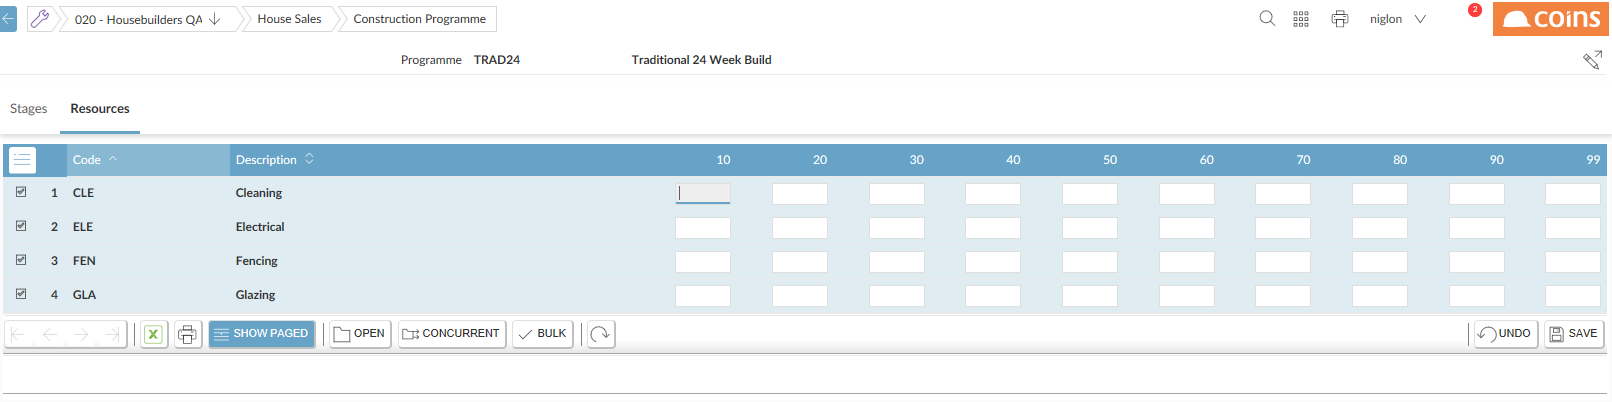 020 - Housebuilders QA House Sales Construction Programme niglon 2 coins
Programme TRAD24 Traditional 24 Week Build
Stages Resources
Code Description 10 20 30 40 50 60 70 80 90 99
1 CLE Cleaning
2 ELE Electrical
3 FEN Fencing
4 GLA Glazing
X SHOW PAGED OPEN CONCURRENT BULK UNDO SAVE